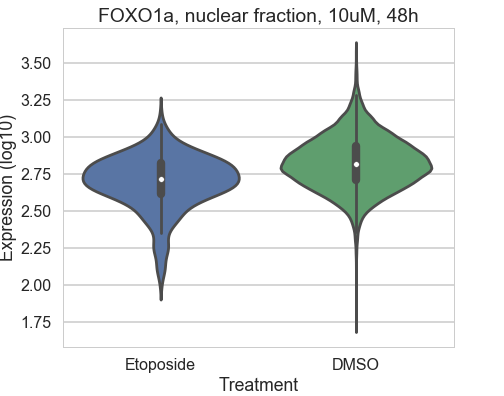 FOXO1a, nuclear fraction, 10uM, 48h
Expression (log10)
3.50
3.25
3.00
2.75
2.50
2.25
2.00
1.75
Etoposide DMSO
Treatment